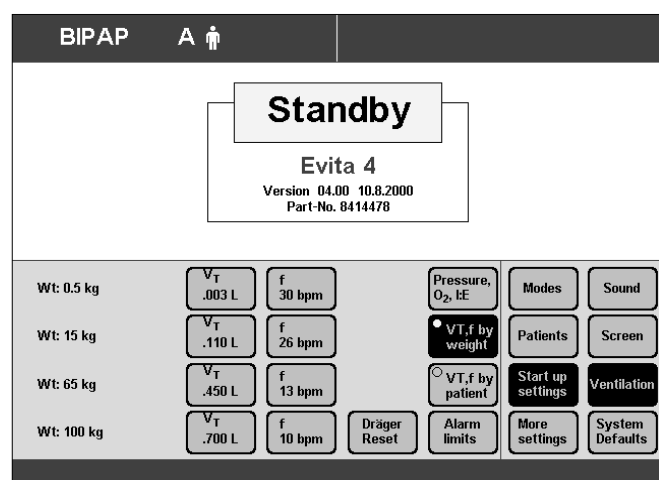 BIPAP A
Standby
Evita 4
Version 04.00 10.8.2000
Part-No. 8414478
Wt: 0.5 kg
VT
.003 L
f
30 bpm
Pressure,
O2, I:E
Modes
Sound
Wt: 15 kg
VT
.110 L
f
26 bpm
VT,f by
weight
Patients
Screen
Wt: 65 kg
VT
.450 L
f
13 bpm
VT,f by
patient
Start up
settings
Ventilation
Wt: 100 kg
VT
.700 L
f
10 bpm
Dräger
Reset
Alarm
limits
More
settings
System
Defaults